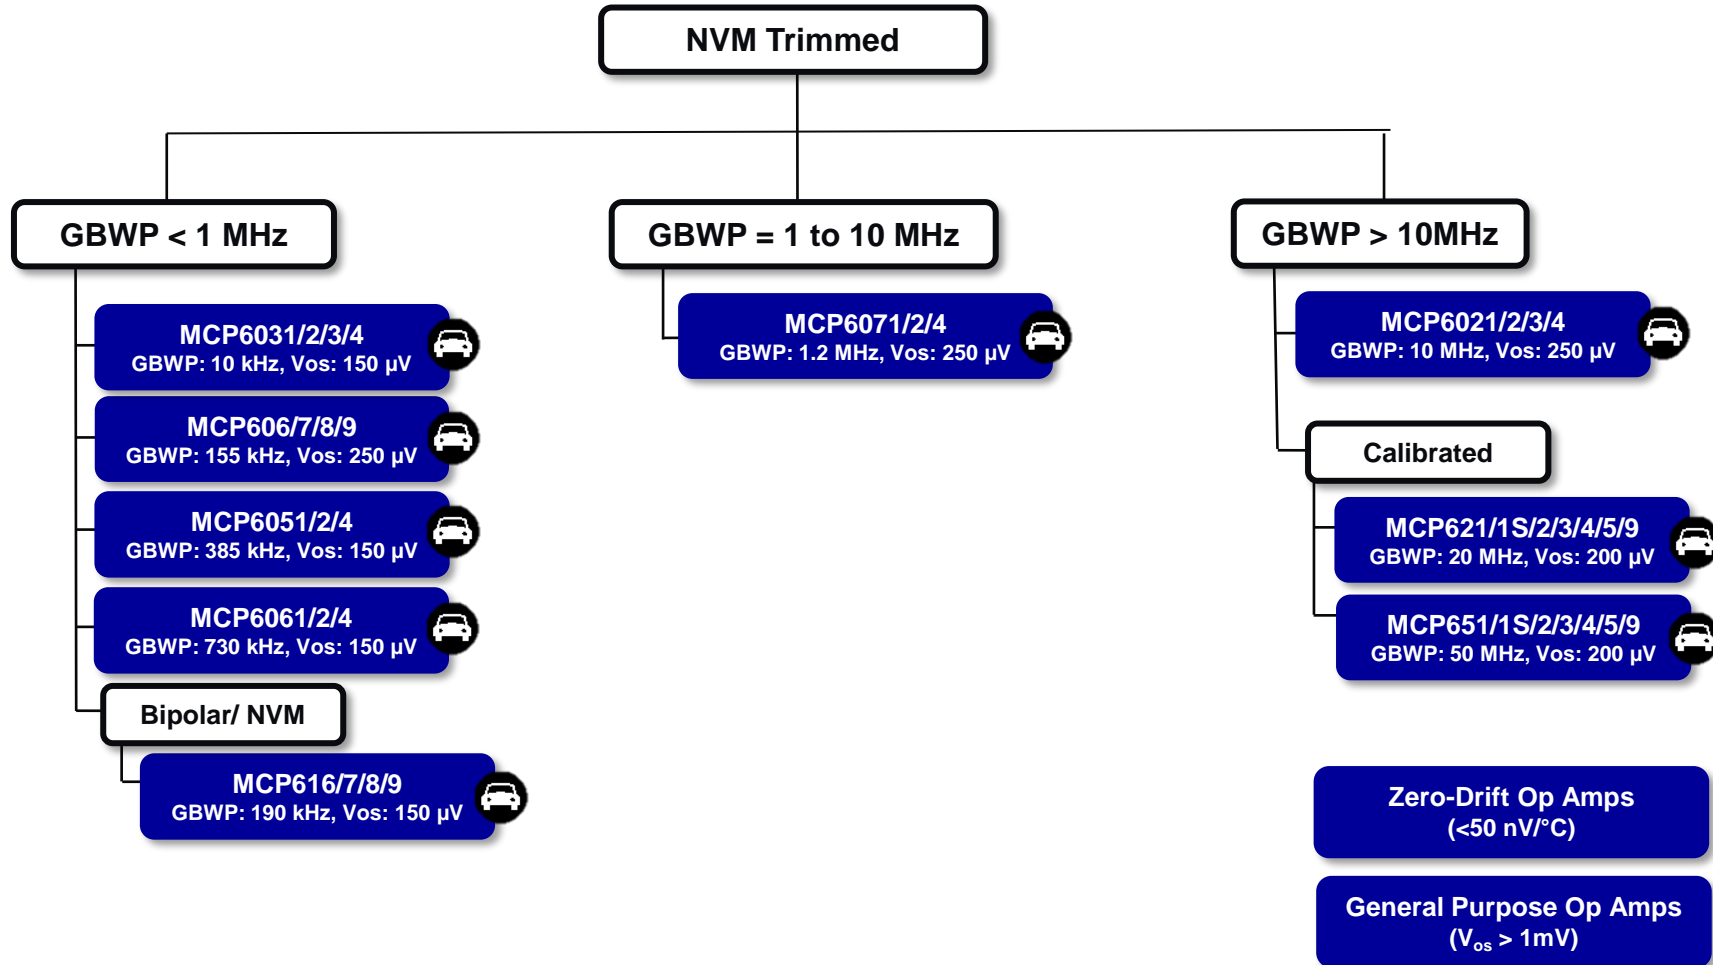 NVM Trimmed
GBWP < 1 MHz
MCP6031/2/3/4
GBWP: 10 kHz, Vos: 150 µV
MCP606/7/8/9
GBWP: 155 kHz, Vos: 250 µV
MCP6051/2/4
GBWP: 385 kHz, Vos: 150 µV
MCP6061/2/4
GBWP: 730 kHz, Vos: 150 µV
Bipolar/ NVM
MCP616/7/8/9
GBWP: 190 kHz, Vos: 150 µV
GBWP = 1 to 10 MHz
MCP6071/2/4
GBWP: 1.2 MHz, Vos: 250 µV
GBWP > 10MHz
MCP6021/2/3/4
GBWP: 10 MHz, Vos: 250 µV
Calibrated
MCP621/1S/2/3/4/5/9
GBWP: 20 MHz, Vos: 200 µV
MCP651/1S/2/3/4/5/9
GBWP: 50 MHz, Vos: 200 µV
Zero-Drift Op Amps
(<50 nV/°C)
General Purpose Op Amps
(Vos > 1mV)